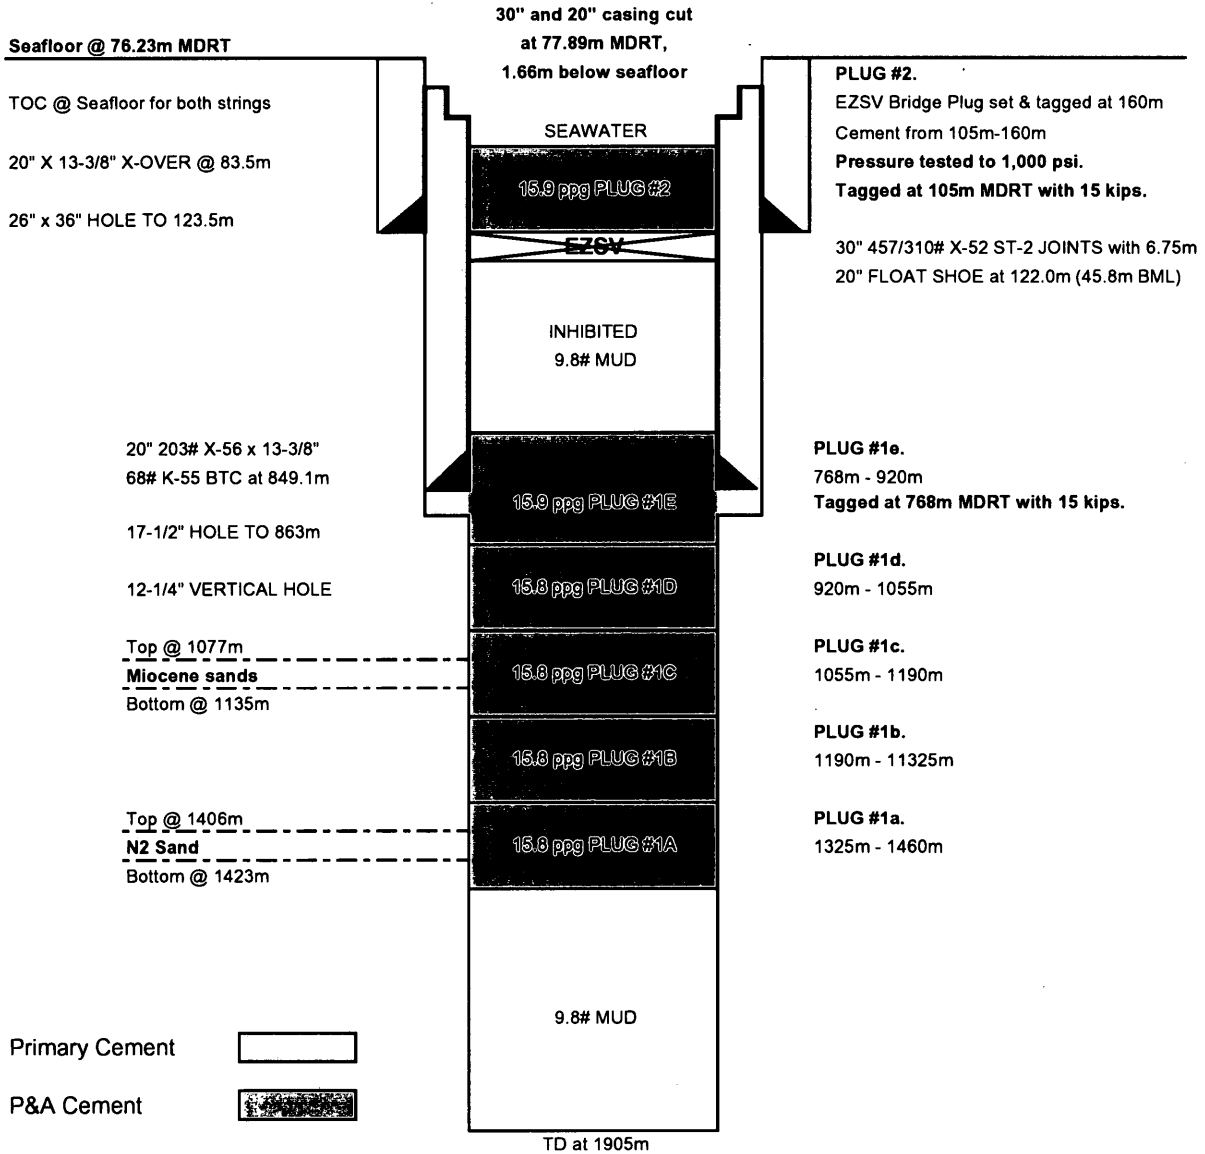 30" and 20" casing cut
at 77.89m MDRT,
1.66m below seafloor
Seafloor @ 76.23m MDRT
TOC @ Seafloor for both strings
20" X 13-3/8" X-OVER @ 83.5m
26" x 36" HOLE TO 123.5m
SEAWATER
15.9 ppg PLUG #2
EZSV
INHIBITED
9.8# MUD
PLUG #2.
EZSV Bridge Plug set & tagged at 160m
Cement from 105m-160m
Pressure tested to 1,000 psi.
Tagged at 105m MDRT with 15 kips.
30" 457/310# X-52 ST-2 JOINTS with 6.75m
20" FLOAT SHOE at 122.0m (45.8m BML)
20" 203# X-56 x 13-3/8"
68# K-55 BTC at 849.1m
17-1/2" HOLE TO 863m
12-1/4" VERTICAL HOLE
15.9 ppg PLUG #1E
PLUG #1e.
768m - 920m
Tagged at 768m MDRT with 15 kips.
15.8 ppg PLUG #1D
PLUG #1d.
920m - 1055m
Top @ 1077m
Miocene sands
Bottom @ 1135m
15.8 ppg PLUG #1C
PLUG #1c.
1055m - 1190m
15.8 ppg PLUG #1B
PLUG #1b.
1190m - 11325m
Top @ 1406m
N2 Sand
Bottom @ 1423m
15.8 ppg PLUG #1A
PLUG #1a.
1325m - 1460m
9.8# MUD
Primary Cement
P&A Cement
TD at 1905m